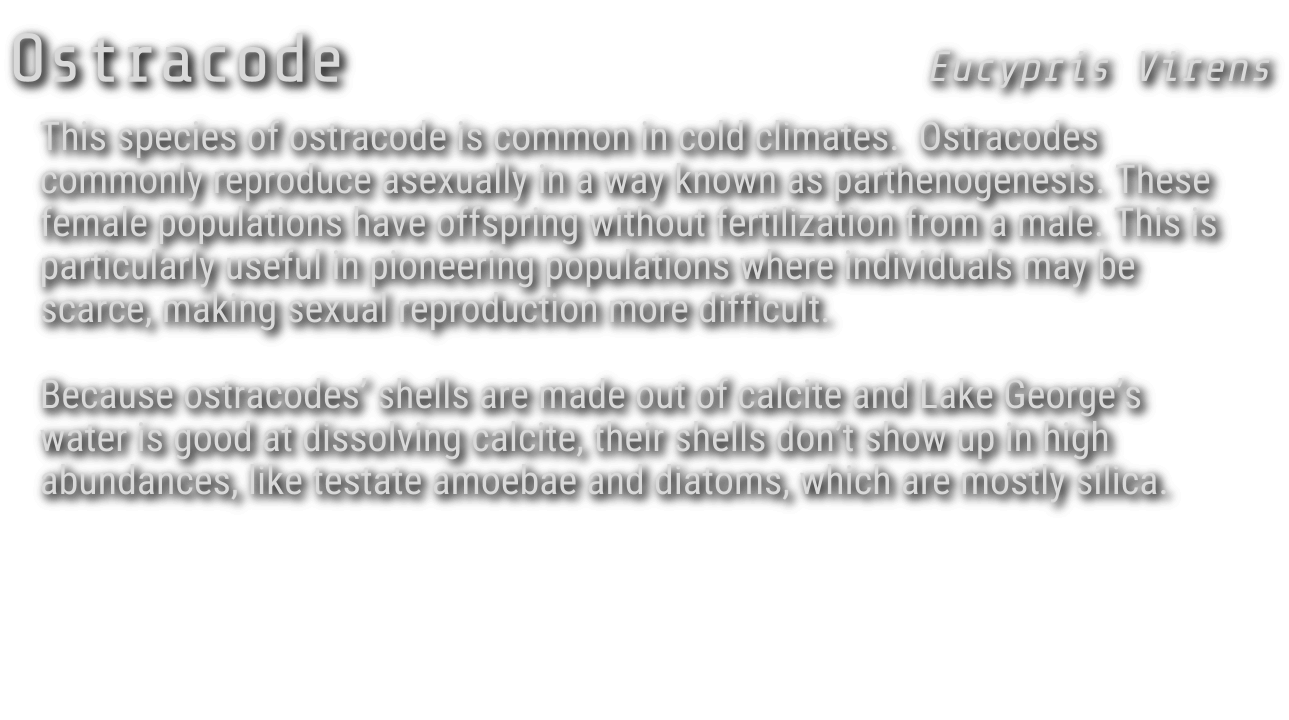 Ostracode
Eucypris Virens
This species of ostracode is common in cold climates.  Ostracodes
commonly reproduce asexually in a way known as parthenogenesis. These
female populations have offspring without fertilization from a male. This is
particularly useful in pioneering populations where individuals may be
scarce, making sexual reproduction more difficult.
Because ostracodes’ shells are made out of calcite and Lake George’s
water is good at dissolving calcite, their shells don’t show up in high
abundances, like testate amoebae and diatoms, which are mostly silica.